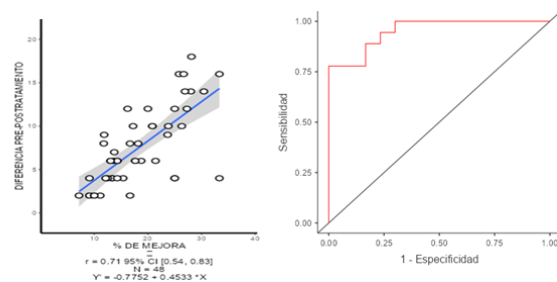 DIFERENCIA PRE-POSTRATAMIENTO
20
15
10
5
0
10
20
30
40
% DE MEJORA
r = 0.71 95% CI [0.54, 0.83]
N = 48
Y' = -0.7752 + 0.4533 *X
Sensibilidad
1.00
0.75
0.50
0.25
0.00
0.00
0.25
0.50
0.75
1.00
1 - Especificidad